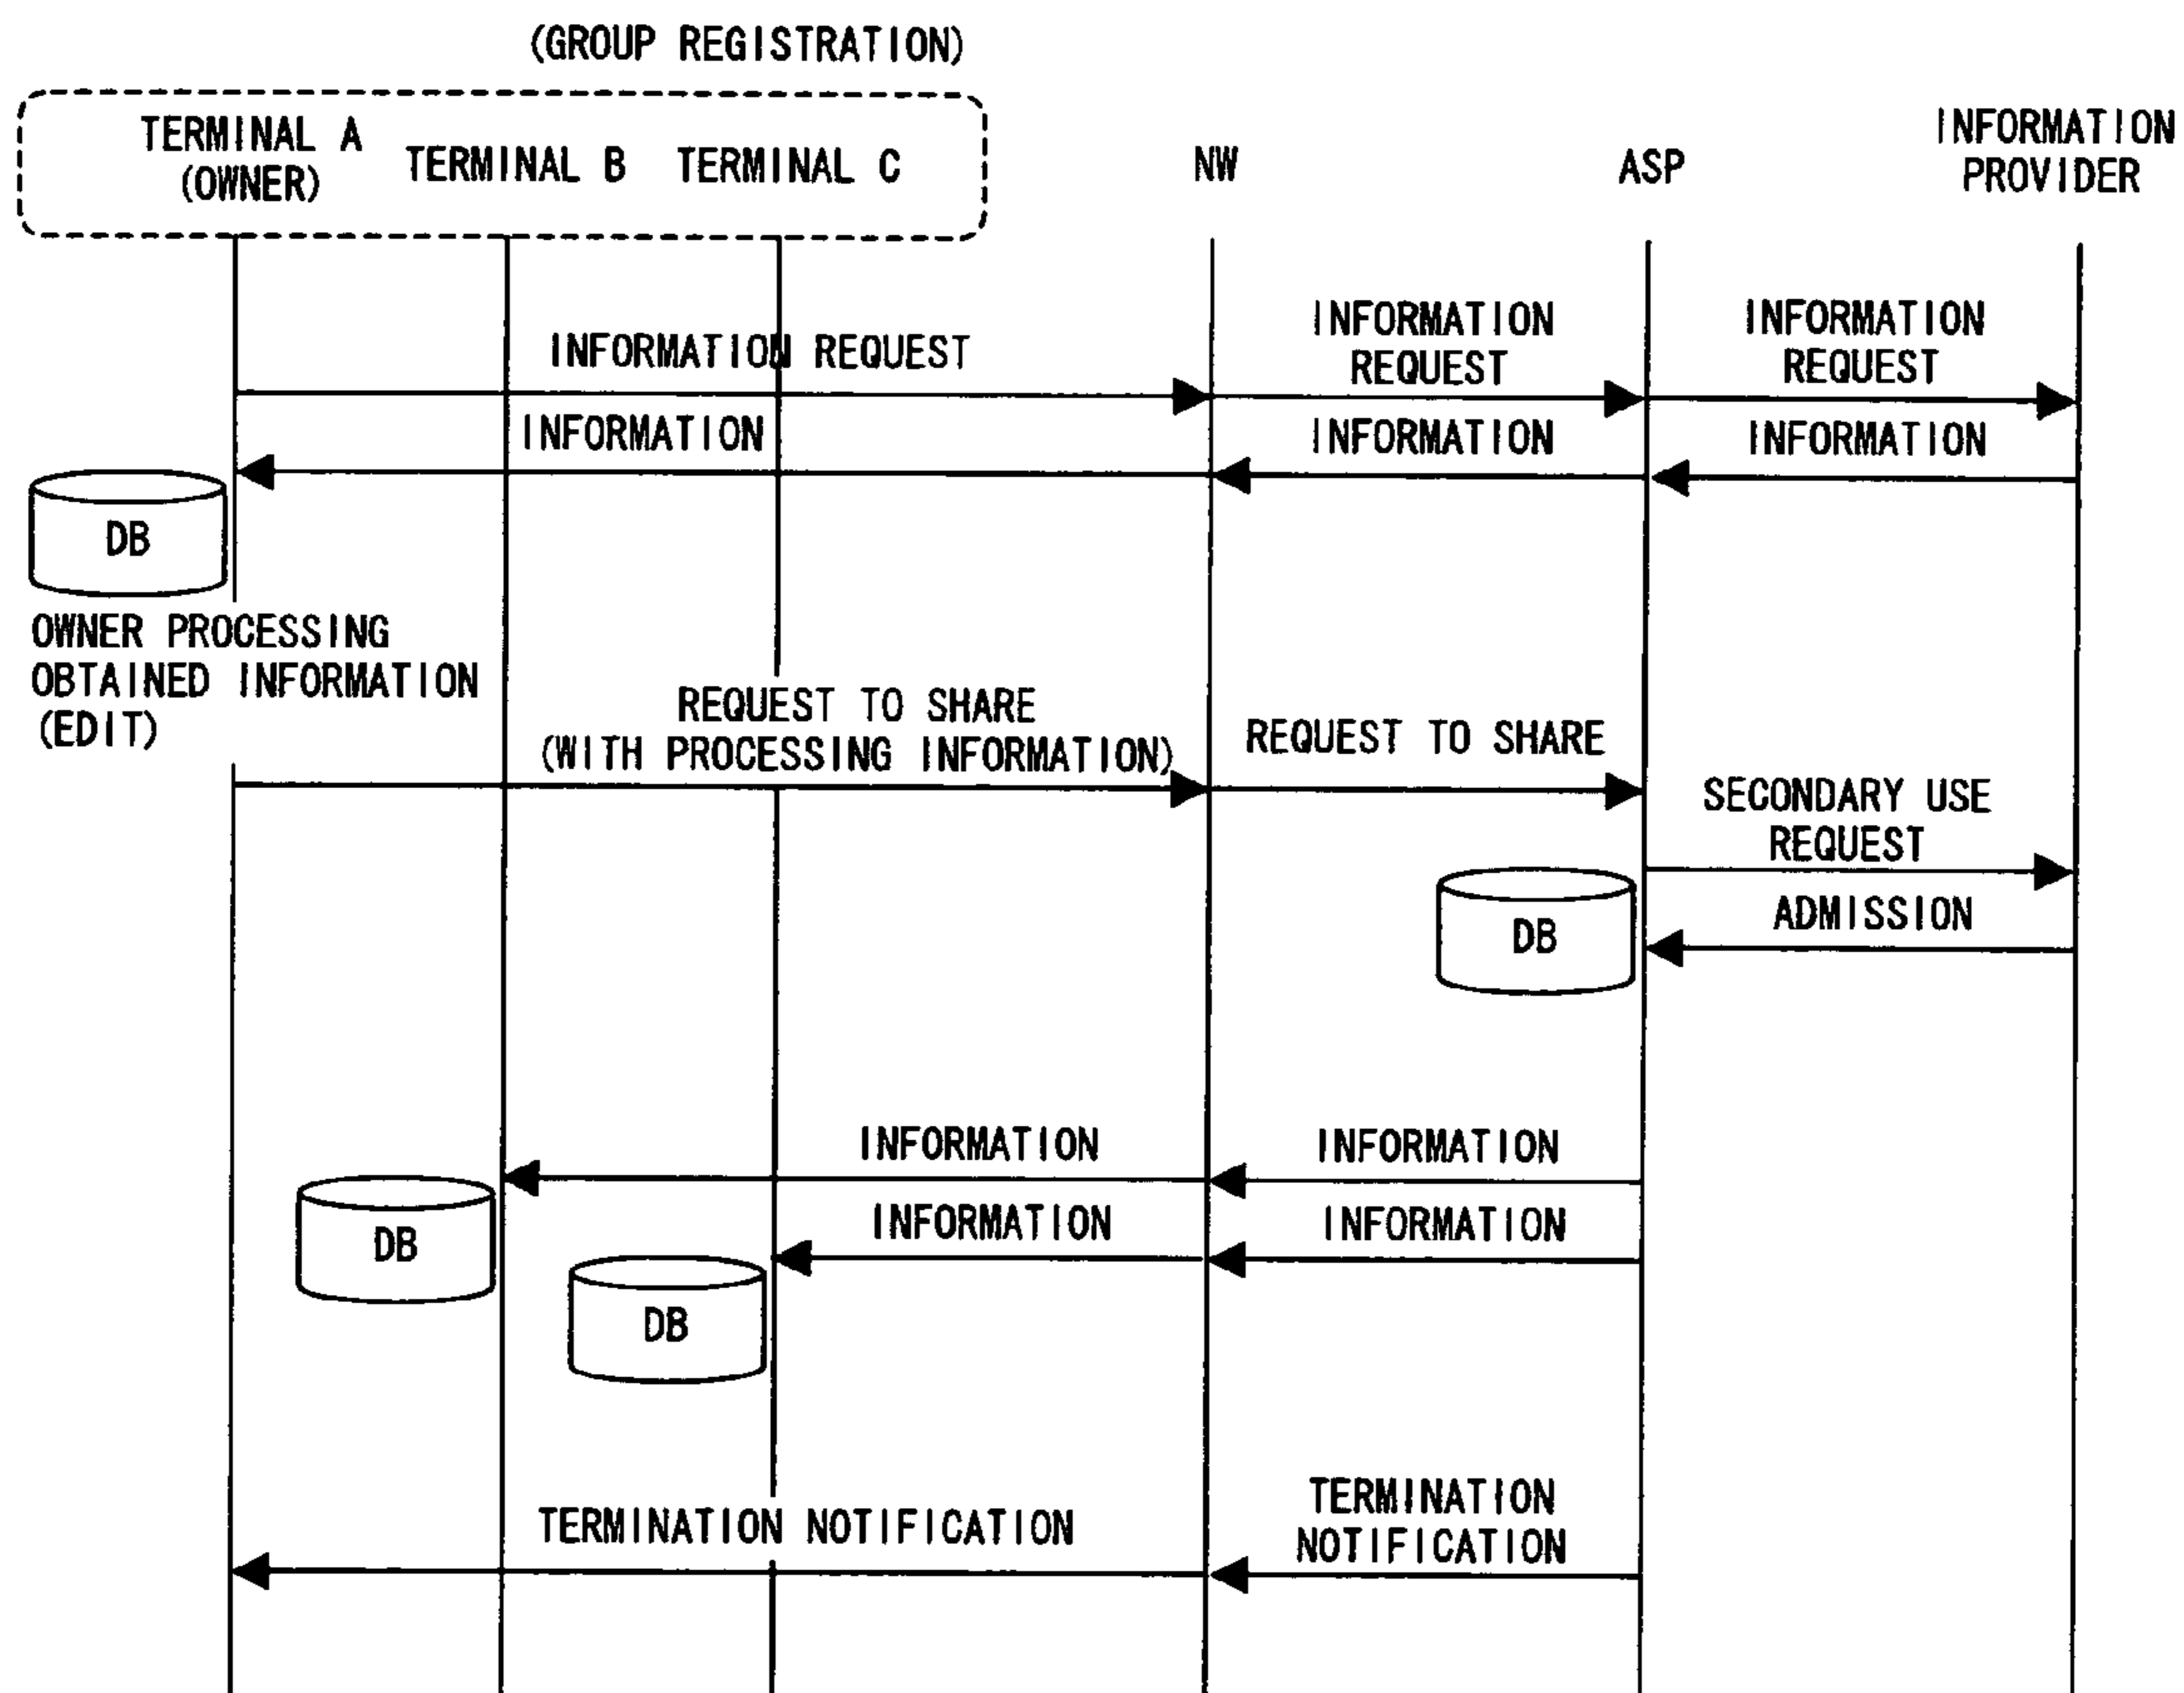 (GROUP REGISTRATION)
TERMINAL A
(OWNER)
TERMINAL B
TERMINAL C
NW
ASP
INFORMATION
PROVIDER
INFORMATION REQUEST
INFORMATION
REQUEST
INFORMATION
REQUEST
INFORMATION
INFORMATION
INFORMATION
DB
OWNER PROCESSING
OBTAINED INFORMATION
(EDIT)
REQUEST TO SHARE
(WITH PROCESSING INFORMATION)
REQUEST TO SHARE
SECONDARY USE
REQUEST
DB
ADMISSION
INFORMATION
INFORMATION
DB
INFORMATION
INFORMATION
DB
TERMINATION NOTIFICATION
TERMINATION
NOTIFICATION